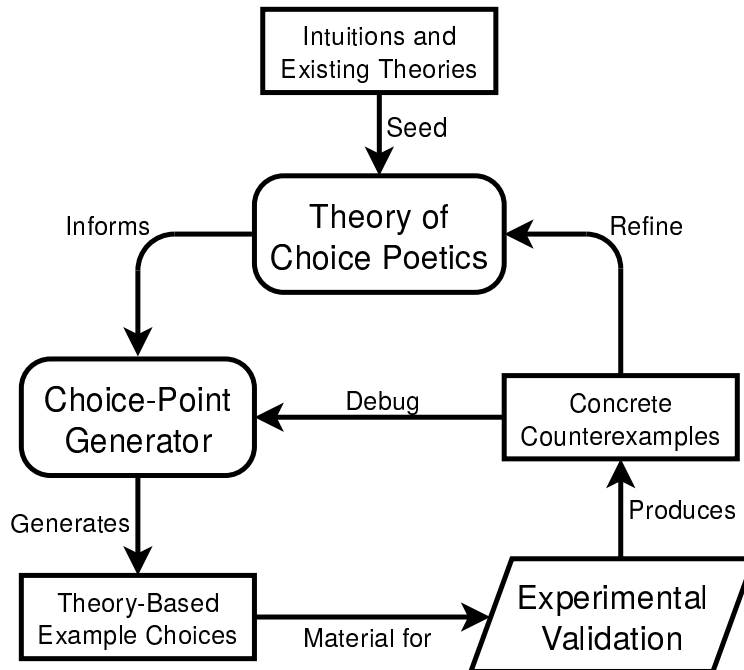 Intuitions and
Existing Theories
Seed
Informs
Theory of
Choice Poetics
Refine
Choice-Point
Generator
Debug
Concrete
Counterexamples
Generates
Produces
Theory-Based
Example Choices
Material for
Experimental
Validation